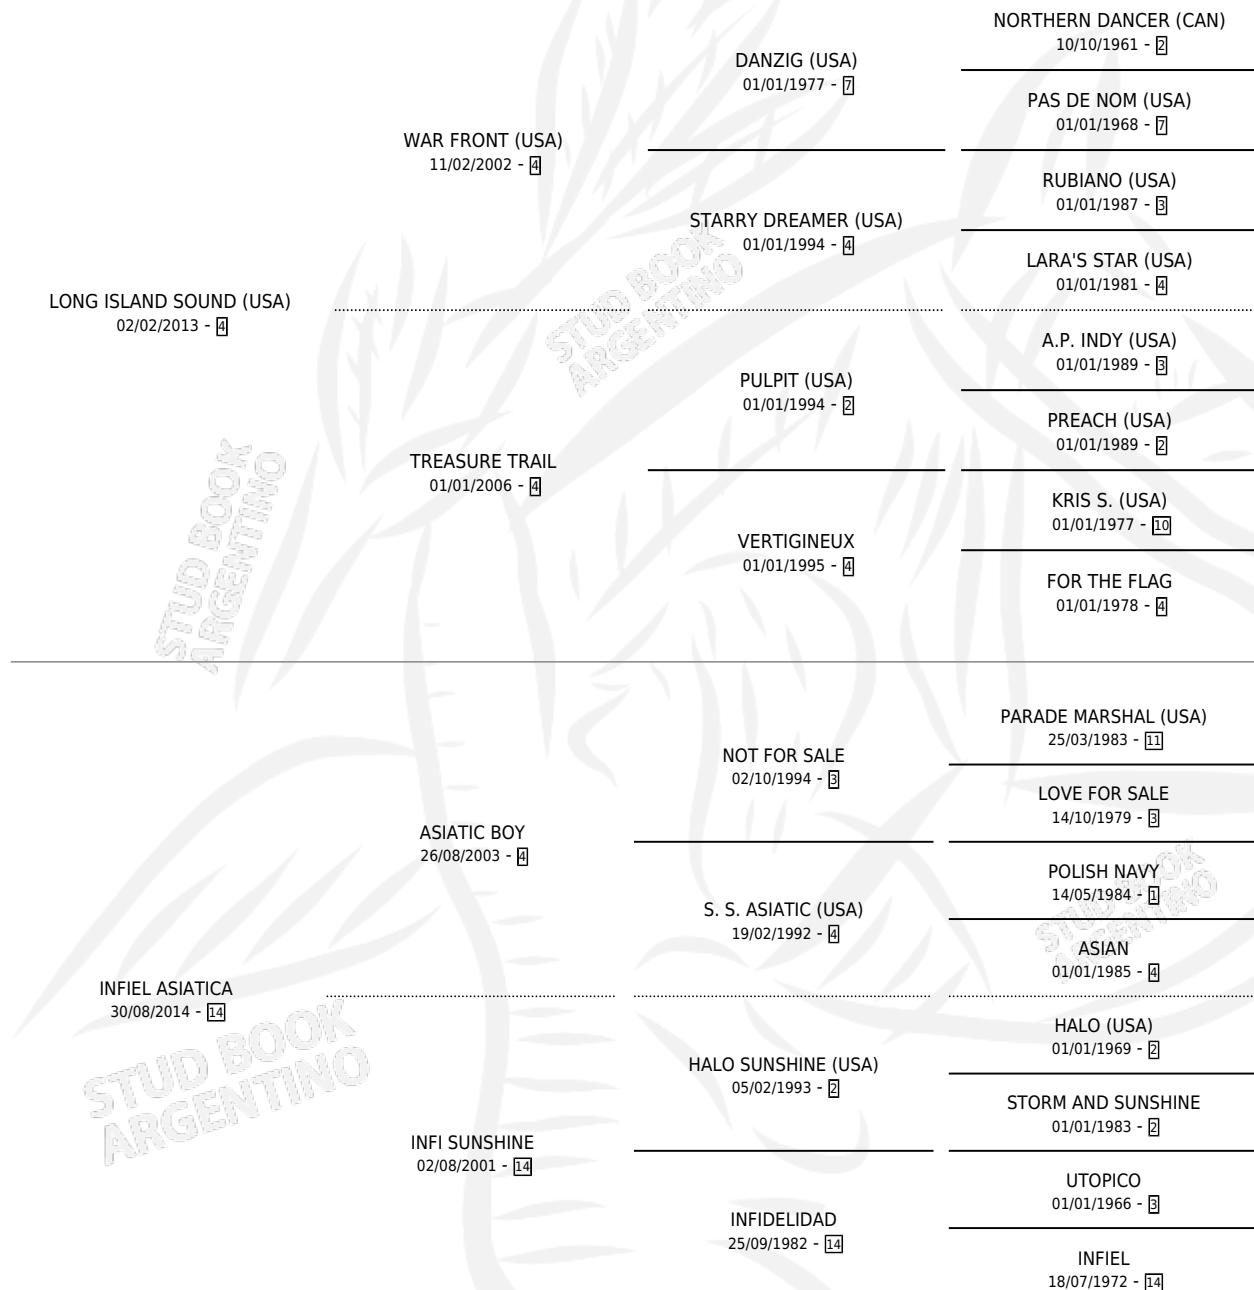 NORTHERN DANCER (CAN)
10/10/1961 - 2
DANZIG (USA)
01/01/1977 - 7
PAS DE NOM (USA)
01/01/1968 - 7
WAR FRONT (USA)
11/02/2002 - 4
RUBIANO (USA)
01/01/1987 - 3
STARRY DREAMER (USA)
01/01/1994 - 4
LARA'S STAR (USA)
01/01/1981 - 4
LONG ISLAND SOUND (USA)
02/02/2013 - 4
STUD BOOK
ARGENTINO
A.P. INDY (USA)
01/01/1989 - 3
PULPIT (USA)
01/01/1994 - 2
PREACH (USA)
01/01/1989 - 2
TREASURE TRAIL
01/01/2006 - 4
KRIS S. (USA)
01/01/1977 - 10
VERTIGINEUX
01/01/1995 - 4
FOR THE FLAG
01/01/1978 - 4
STUD BOOK
ARGENTINO
PARADE MARSHAL (USA)
25/03/1983 - 11
NOT FOR SALE
02/10/1994 - 3
LOVE FOR SALE
14/10/1979 - 3
ASIATIC BOY
26/08/2003 - 4
POLISH NAVY
14/05/1984 - 1
S. S. ASIATIC (USA)
19/02/1992 - 4
STUD BOOK
ARGENTINO
ASIAN
01/01/1985 - 4
INFIEL ASIATICA
30/08/2014 - 14
HALO (USA)
01/01/1969 - 2
HALO SUNSHINE (USA)
05/02/1993 - 2
STUD BOOK
ARGENTINO
STORM AND SUNSHINE
01/01/1983 - 2
INFI SUNSHINE
02/08/2001 - 14
UTOPICO
01/01/1966 - 3
INFIDELIDAD
25/09/1982 - 14
INFIEL
18/07/1972 - 14